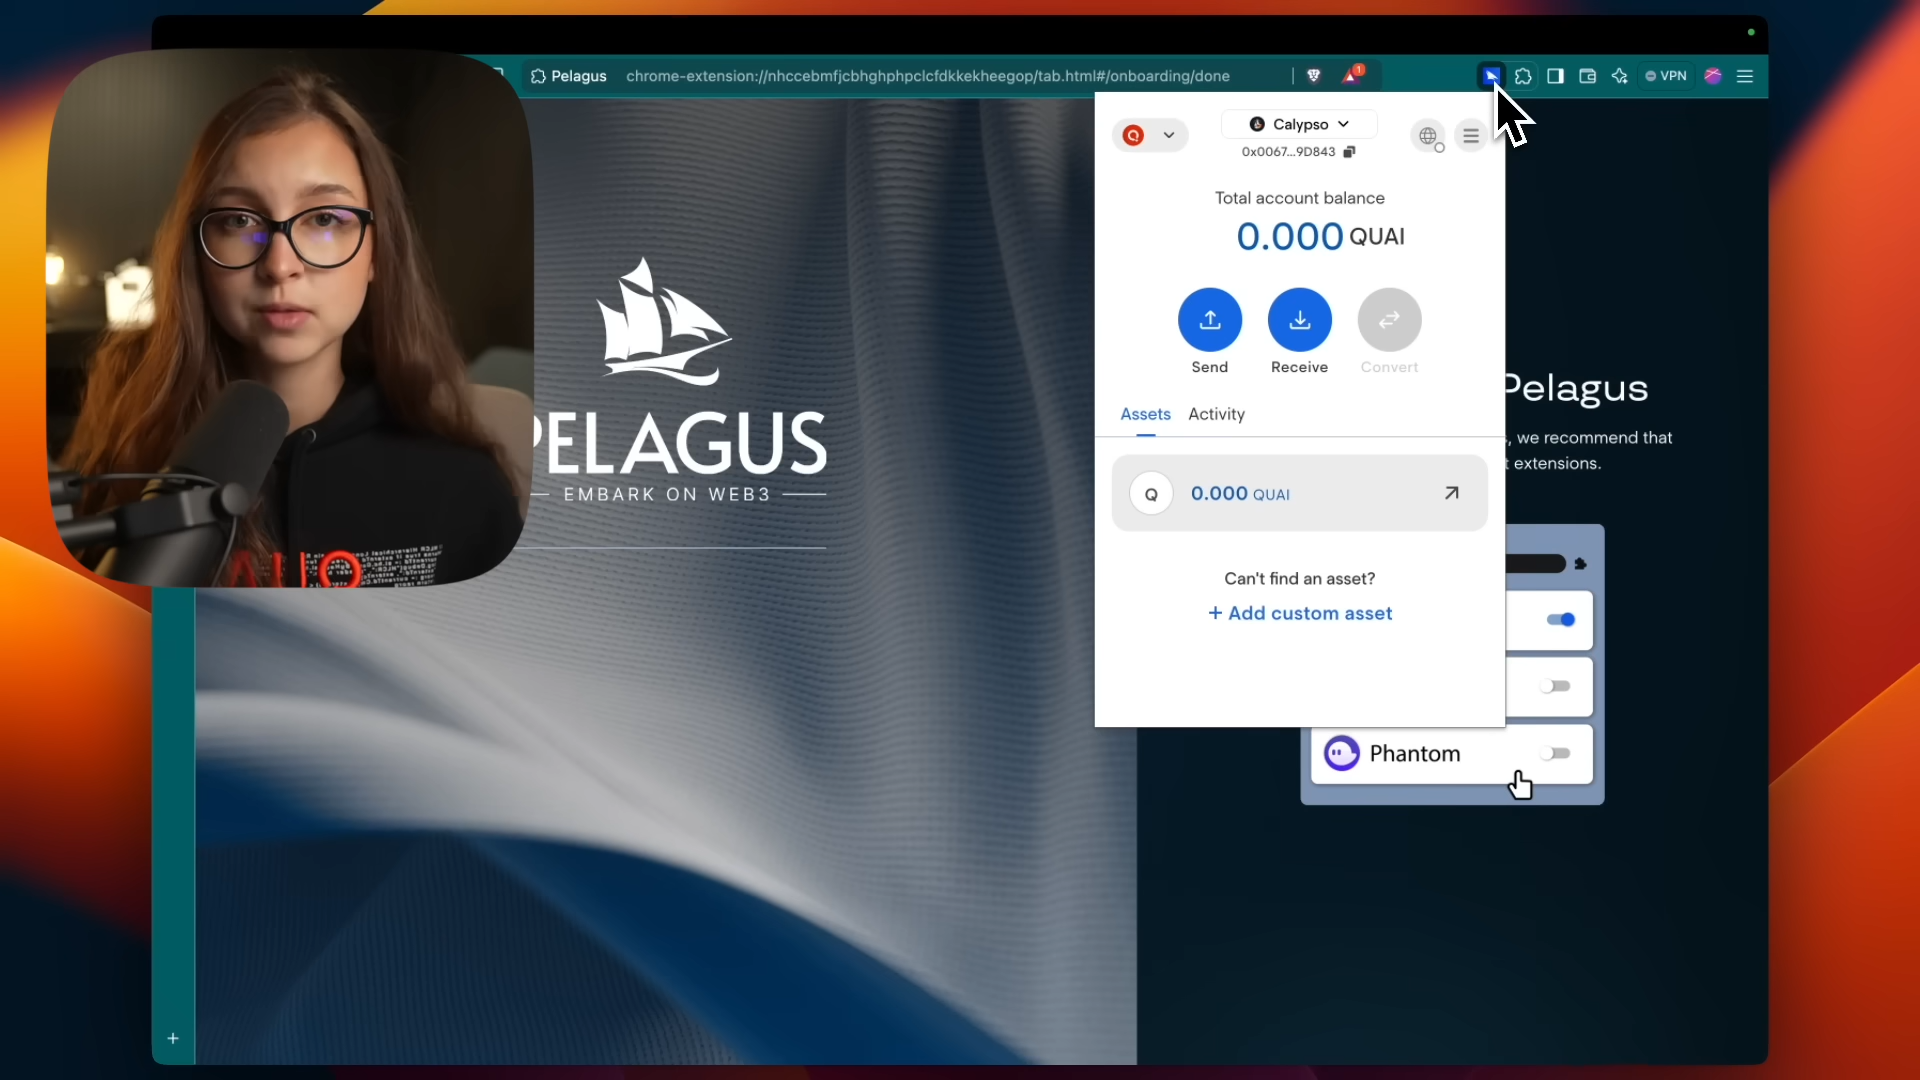 Pelagus chrome-extension://nhccebmfjcbhghphpclcfdkkekheegop/tab.html#/onboarding/done
1
VPN
Calypso
0x0067...9D843
Total account balance
0.000 QUAI
Send Receive Convert
Assets Activity
Q 0.000 QUAI
Can't find an asset?
+ Add custom asset
PELAGUS
EMBARK ON WEB3
Pelagus
, we recommend that
extensions.
Phantom